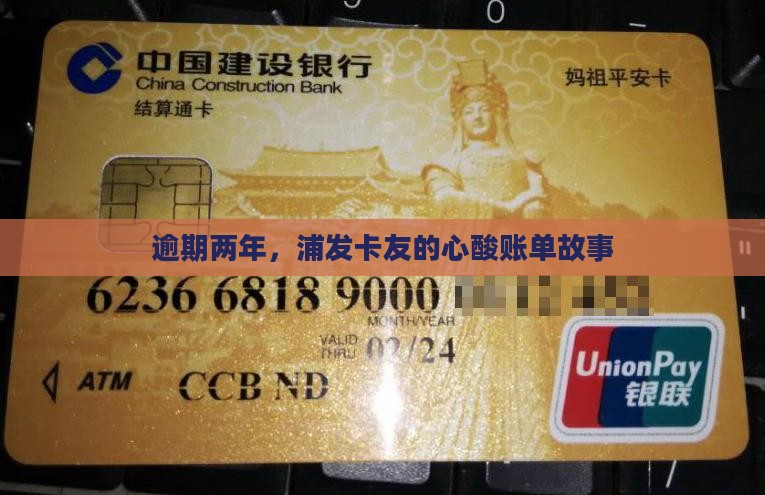 9 0
中国建设银行
China Construction Bank
结算通卡
妈祖平安卡
逾期两年，浦发卡友的心酸账单故事
6236 6818 9000
MONTH/YEAR
VALID THRU 02/24
ATM CCB ND
UnionPay
银联